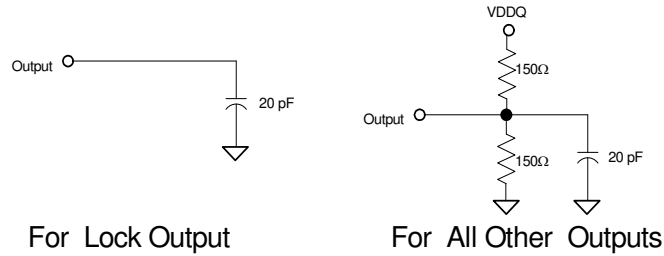 VDDQ
Output
20 pF
150Ω
Output
150Ω
20 pF
For Lock Output
For All Other Outputs